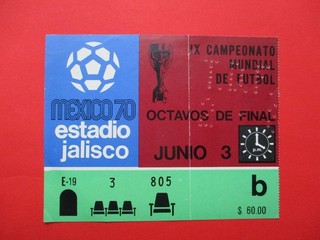 IX CAMPEONATO
MUNDIAL
DE FUTBOL
MEXICO70
OCTAVOS DE FINAL
estadio
jalisco
JUNIO 3
E-19
3
805
b
$ 60.00